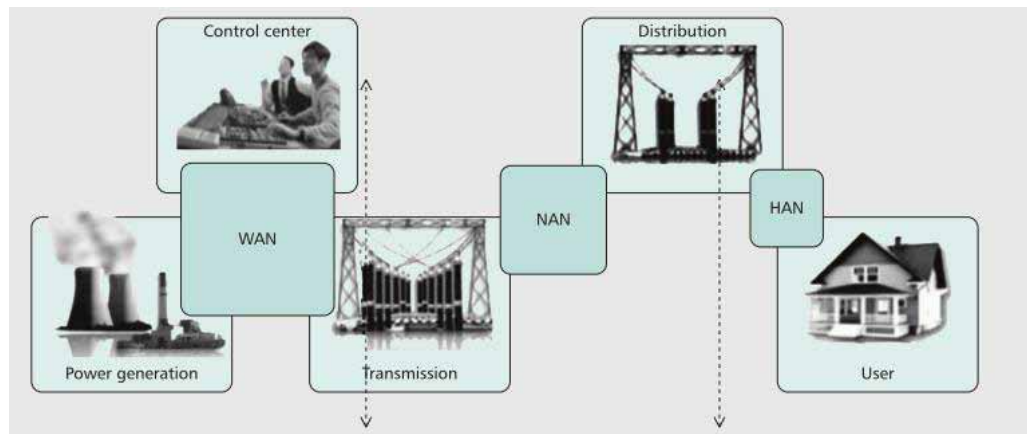 Control center
Distribution
WAN
NAN
HAN
Power generation
Transmission
User